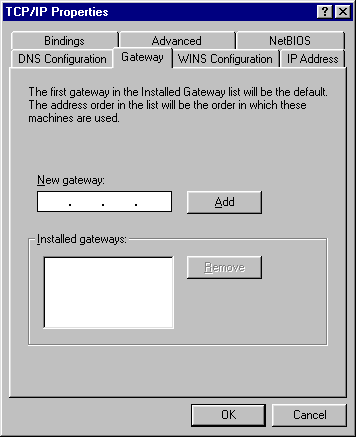 TCP/IP Properties
Bindings Advanced NetBIOS
DNS Configuration Gateway WINS Configuration IP Address
The first gateway in the Installed Gateway list will be the default.
The address order in the list will be the order in which these
machines are used.
New gateway:
. . .
Add
Installed gateways:
Remove
OK Cancel